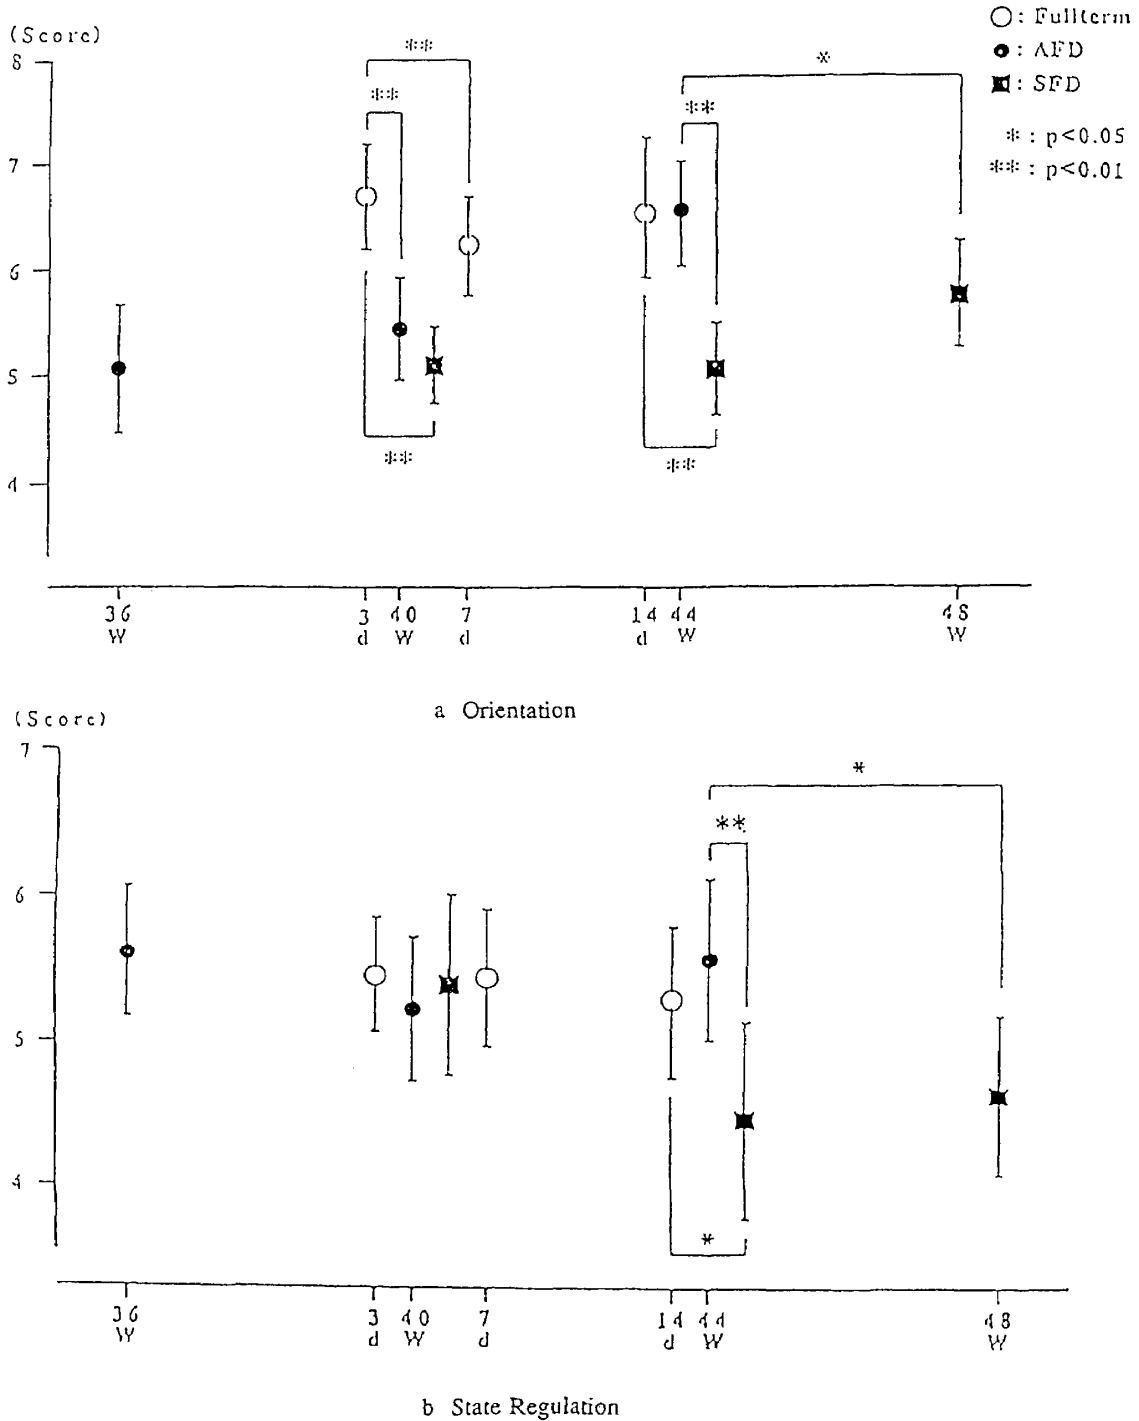 (Score)
○: Fullterm
●: AFD
■: SFD
*: p<0.05
**: p<0.01
**
**
*
**
8
7
6
5
4
**
**
36 3 40 7 14 44 48
W d W d d W W
a Orientation
(Score)
7
6
5
4
*
**
*
36 3 40 7 14 44 48
W d W d d W W
b State Regulation